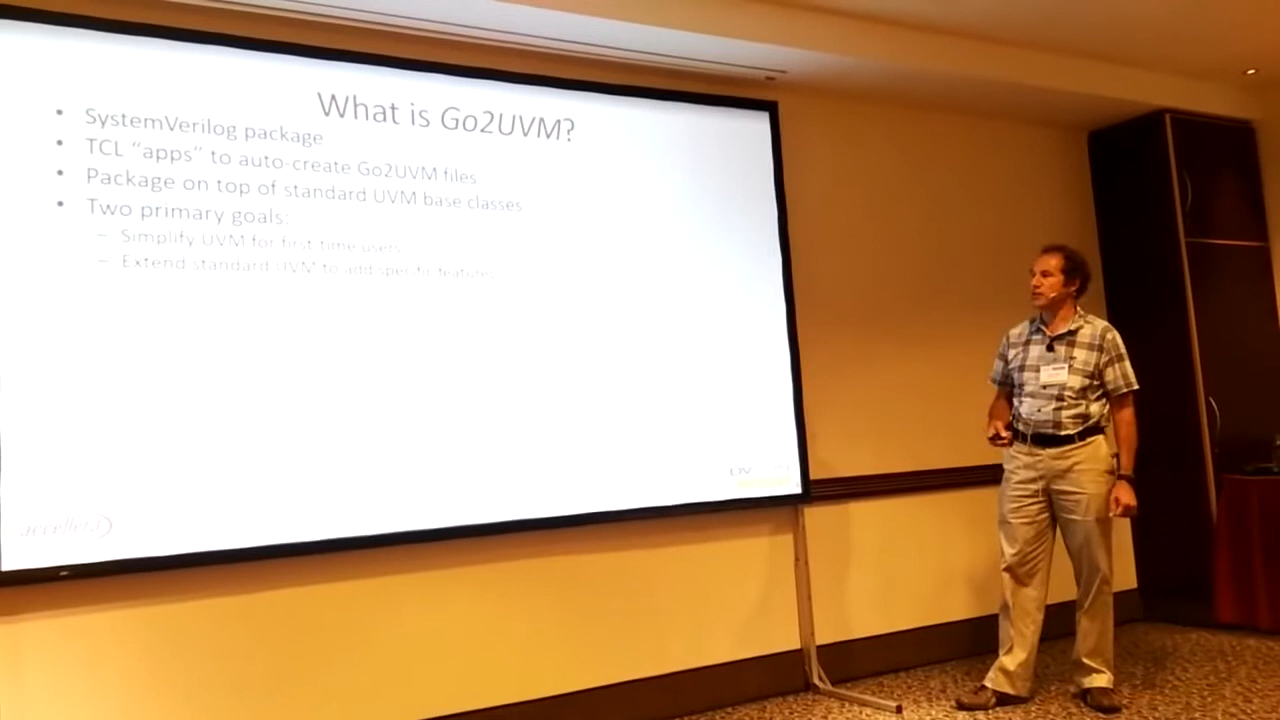 What is Go2UVM?
• SystemVerilog package
• TCL “apps” to auto-create Go2UVM files
• Package on top of standard UVM base classes
• Two primary goals:
– Simplify UVM for first time users
– Extend standard UVM to add specific features
accellera